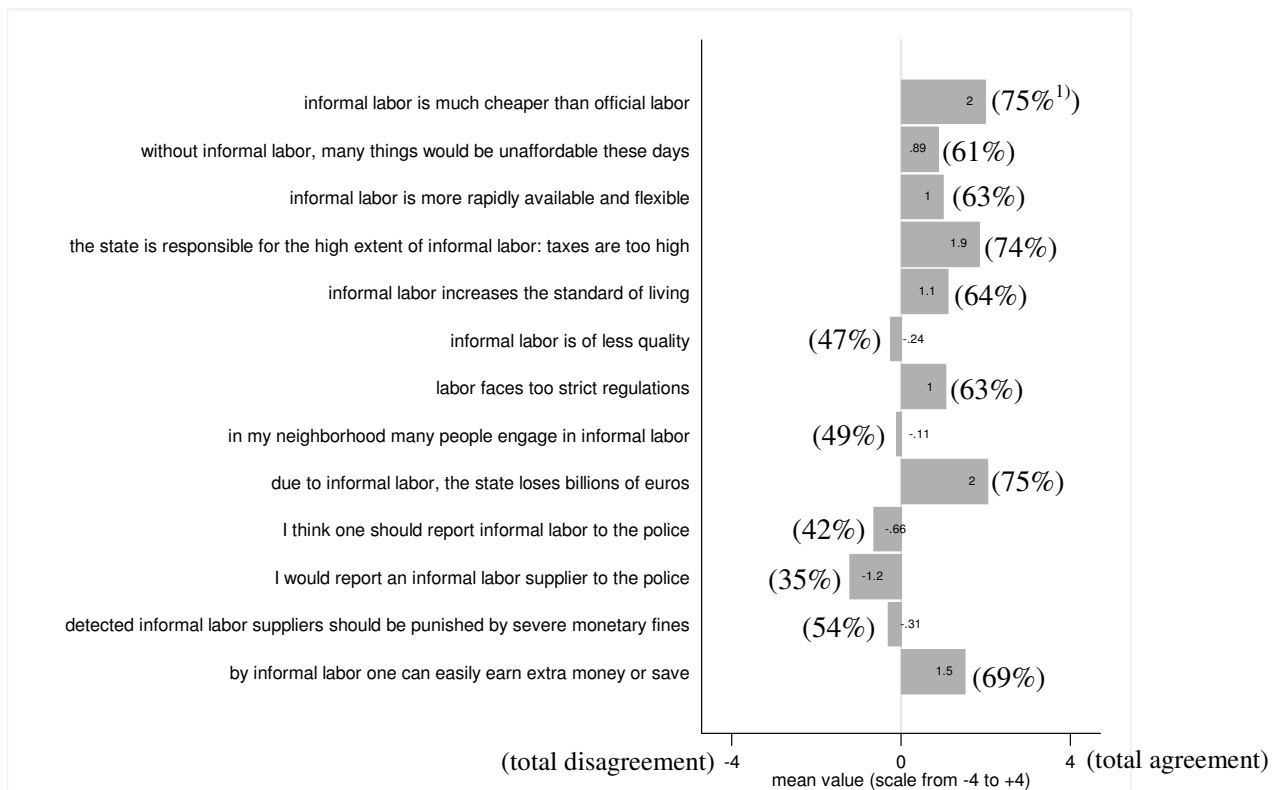 informal labor is much cheaper than official labor 2 (75%1))
without informal labor, many things would be unaffordable these days .89 (61%)
informal labor is more rapidly available and flexible 1 (63%)
the state is responsible for the high extent of informal labor: taxes are too high 1.9 (74%)
informal labor increases the standard of living 1.1 (64%)
informal labor is of less quality (47%) -.24
labor faces too strict regulations 1 (63%)
in my neighborhood many people engage in informal labor (49%) -.11
due to informal labor, the state loses billions of euros 2 (75%)
I think one should report informal labor to the police (42%) -.66
I would report an informal labor supplier to the police (35%) -1.2
detected informal labor suppliers should be punished by severe monetary fines (54%) -.31
by informal labor one can easily earn extra money or save 1.5 (69%)
(total disagreement) -4 0 4 (total agreement)
mean value (scale from -4 to +4)